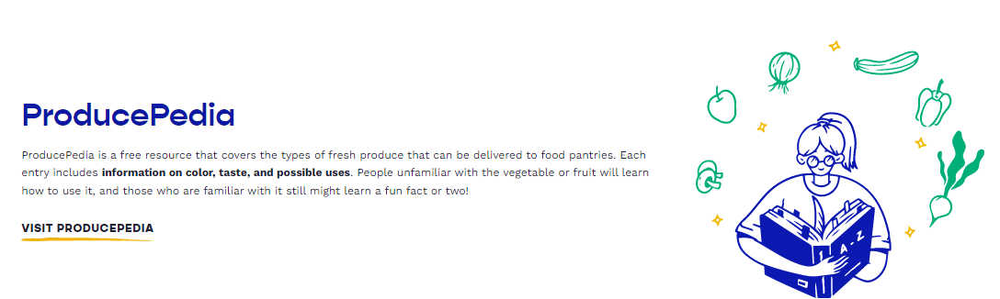 ProducePedia
ProducePedia is a free resource that covers the types of fresh produce that can be delivered to food pantries. Each
entry includes information on color, taste, and possible uses. People unfamiliar with the vegetable or fruit will learn
how to use it, and those who are familiar with it still might learn a fun fact or two!
VISIT PRODUCEPEDIA
A-Z